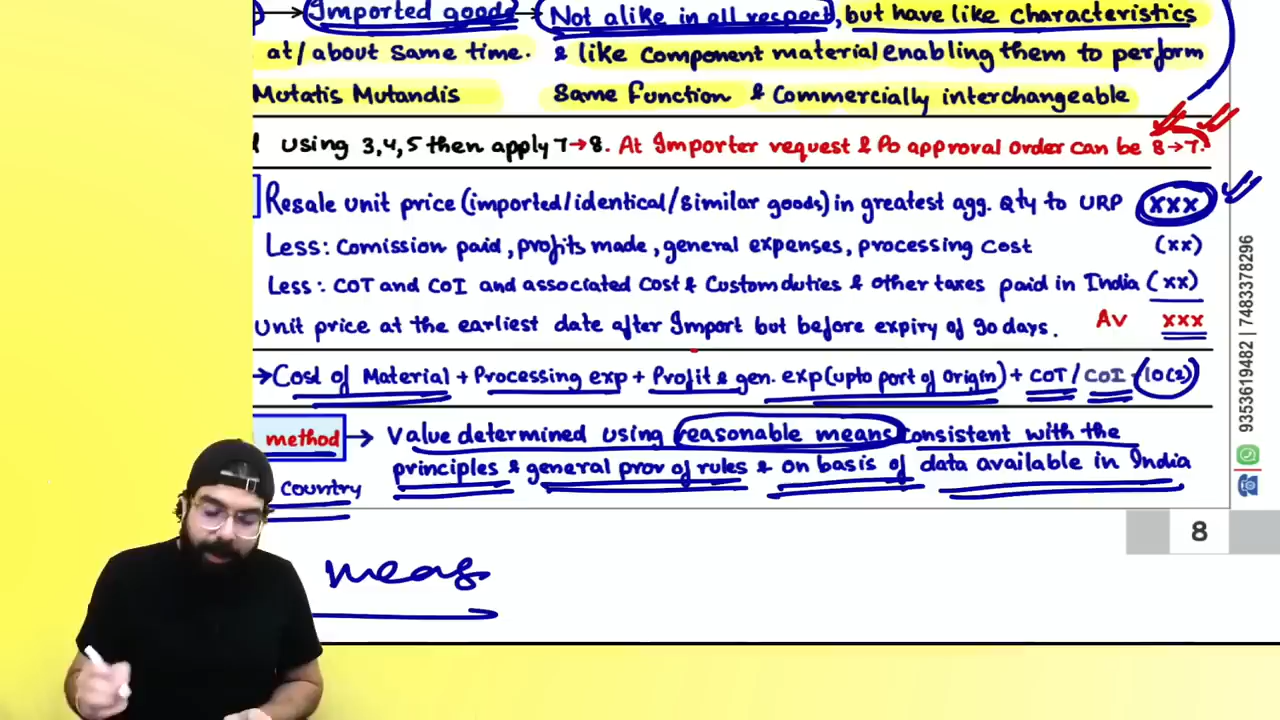 Imported goods → Not alike in all respect, but have like characteristics
at/about same time. & like component material enabling them to perform
Mutatis Mutandis same function & commercially interchangeable
using 3,4,5 then apply 7→8. At Importer request & Po approval order can be 8→7.
Resale unit price (imported/identical/similar goods) in greatest agg. Qty to URP xxx
Less: Comission paid, profits made, general expenses, processing cost (xx)
Less: COT and COI and associated cost & Custom duties & other taxes paid in India (xx)
Unit price at the earliest date after Import but before expiry of 90 days. AV xxx
→ Cost of Material + Processing exp + Profit & gen. exp (upto port of Origin) + COT / COI 10(2)
method → Value determined using reasonable means consistent with the
principles & general prov of rules & on basis of data available in India
Country
meas
8
9353619482 | 7483378296